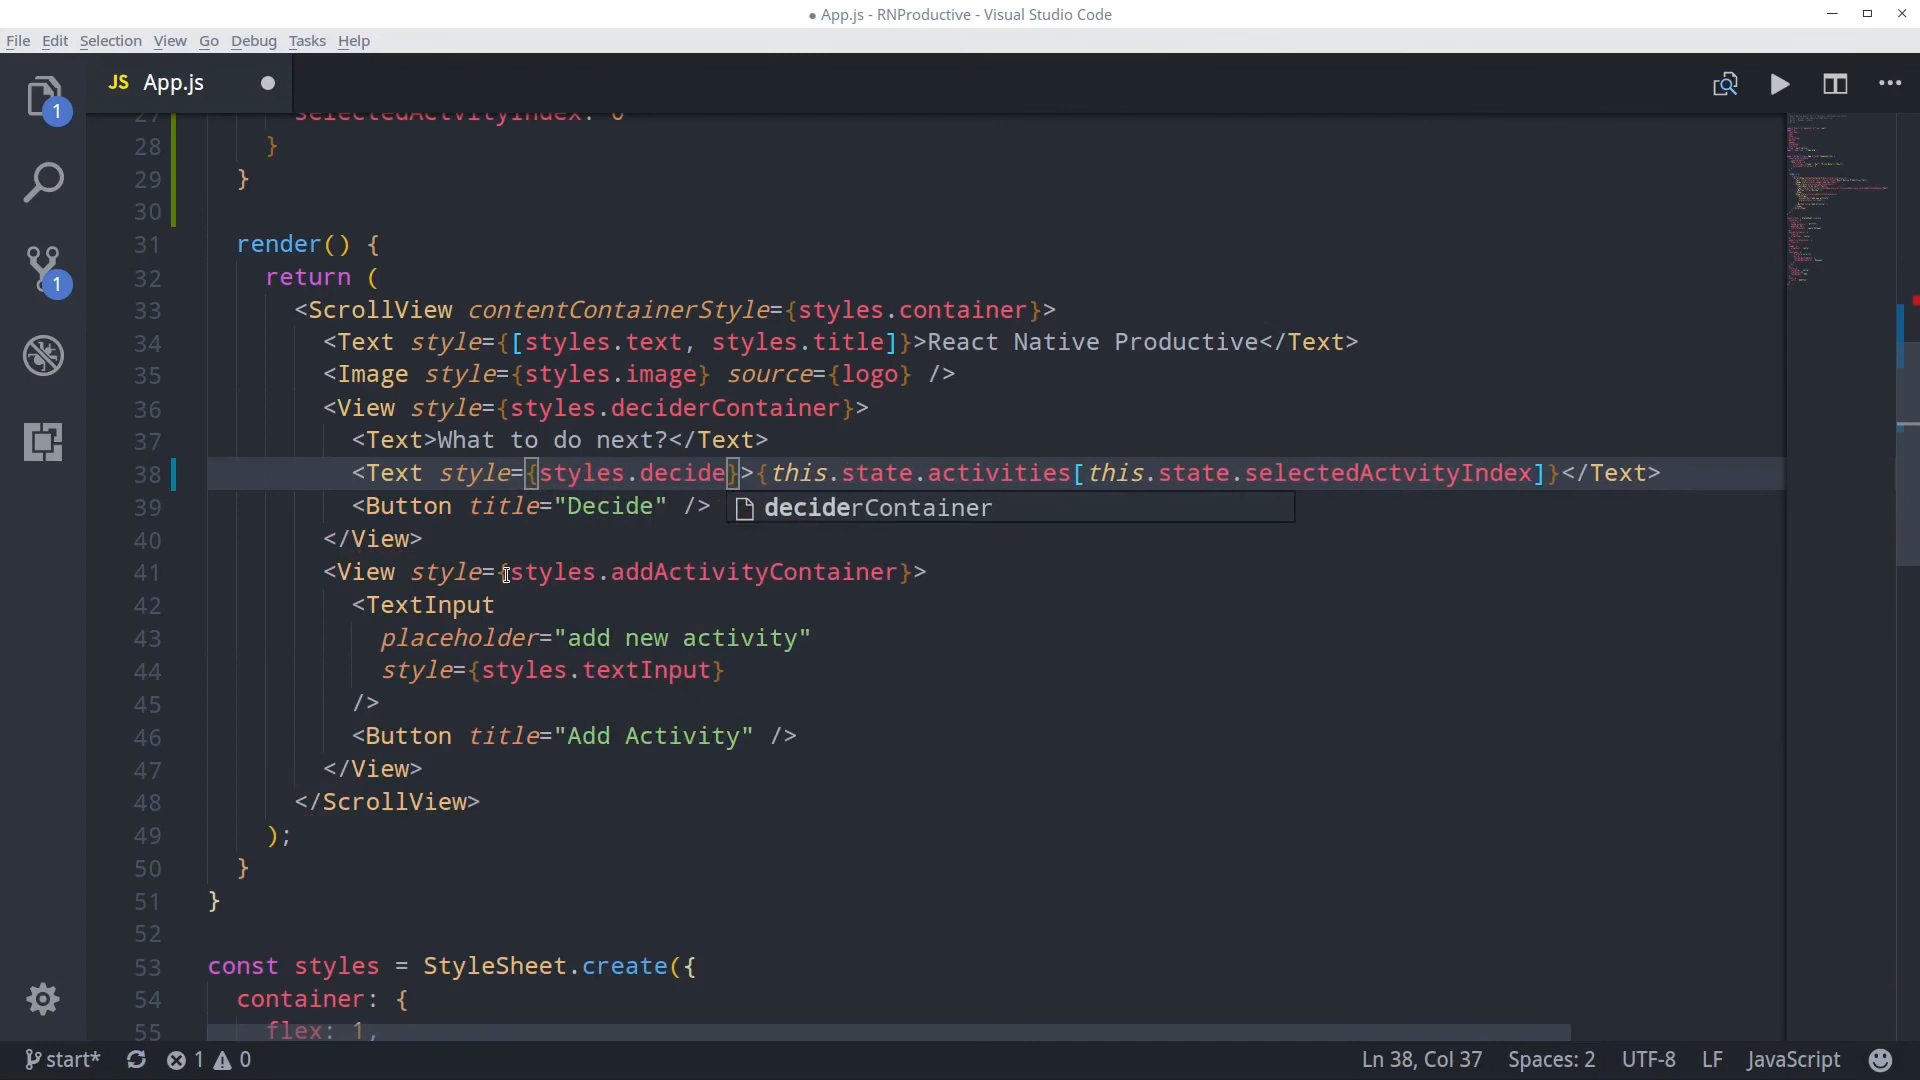 ● App.js - RNProductive - Visual Studio Code
File Edit Selection View Go Debug Tasks Help
1
JS App.js
27 selectedActvityIndex: 0
28 }
29 }
30
31 render() {
32 return (
33 <ScrollView contentContainerStyle={styles.container}>
34 <Text style={[styles.text, styles.title]}>React Native Productive</Text>
35 <Image style={styles.image} source={logo} />
36 <View style={styles.deciderContainer}>
37 <Text>What to do next?</Text>
38 <Text style={styles.decide}>{this.state.activities[this.state.selectedActvityIndex]}</Text>
39 <Button title="Decide" />
deciderContainer
40 </View>
41 <View style={styles.addActivityContainer}>
42 <TextInput
43 placeholder="add new activity"
44 style={styles.textInput}
45 />
46 <Button title="Add Activity" />
47 </View>
48 </ScrollView>
49 );
50 }
51 }
52
53 const styles = StyleSheet.create({
54 container: {
55 flex: 1,
1
start* 1 0 Ln 38, Col 37 Spaces: 2 UTF-8 LF JavaScript